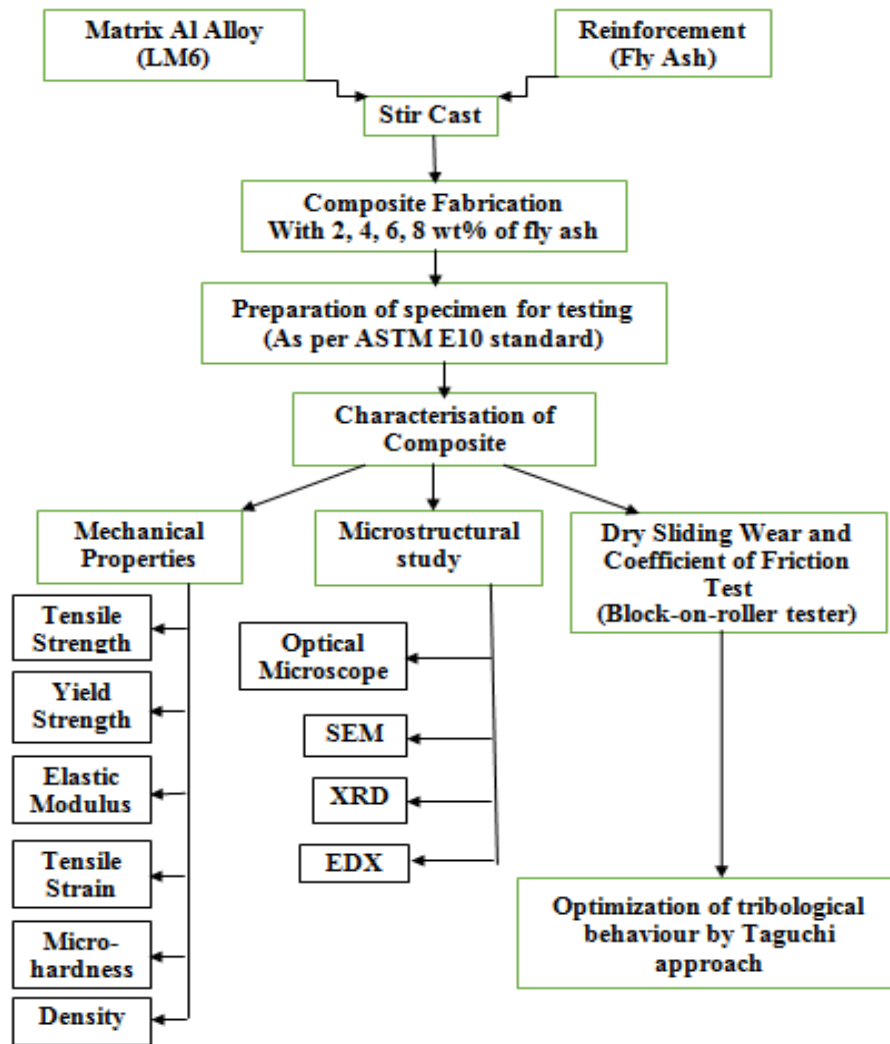 Matrix Al Alloy
(LM6)
Reinforcement
(Fly Ash)
Stir Cast
Composite Fabrication
With 2, 4, 6, 8 wt% of fly ash
Preparation of specimen for testing
(As per ASTM E10 standard)
Characterisation of
Composite
Mechanical
Properties
Tensile
Strength
Yield
Strength
Elastic
Modulus
Tensile
Strain
Micro-
hardness
Density
Microstructural
study
Optical
Microscope
SEM
XRD
EDX
Dry Sliding Wear and
Coefficient of Friction
Test
(Block-on-roller tester)
Optimization of tribological
behaviour by Taguchi
approach